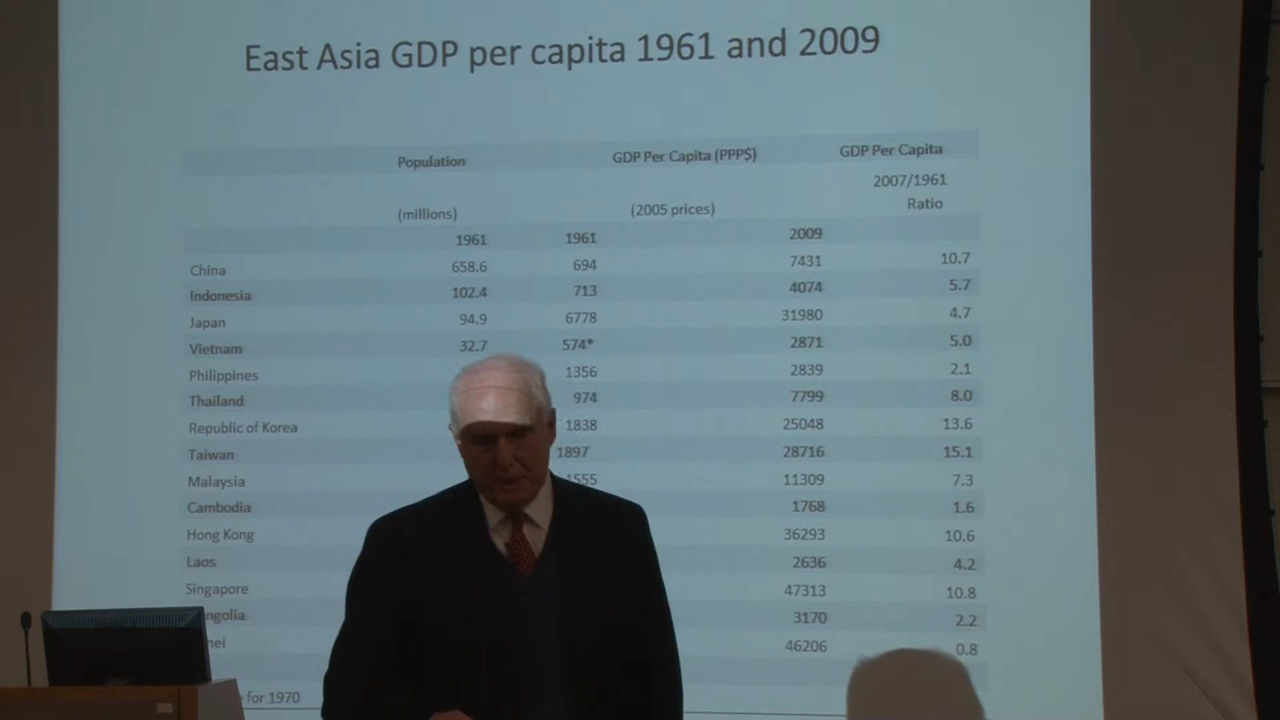 East Asia GDP per capita 1961 and 2009
Population GDP Per Capita (PPP$) GDP Per Capita
2007/1961
(millions) (2005 prices) Ratio
1961 1961 2009
China 658.6 694 7431 10.7
Indonesia 102.4 713 4074 5.7
Japan 94.9 6778 31980 4.7
Vietnam 32.7 574* 2871 5.0
Philippines 1356 2839 2.1
Thailand 974 7799 8.0
Republic of Korea 1838 25048 13.6
Taiwan 1897 28716 15.1
Malaysia 1555 11309 7.3
Cambodia 1768 1.6
Hong Kong 36293 10.6
Laos 2636 4.2
Singapore 47313 10.8
ngolia 3170 2.2
nei 46206 0.8
for 1970